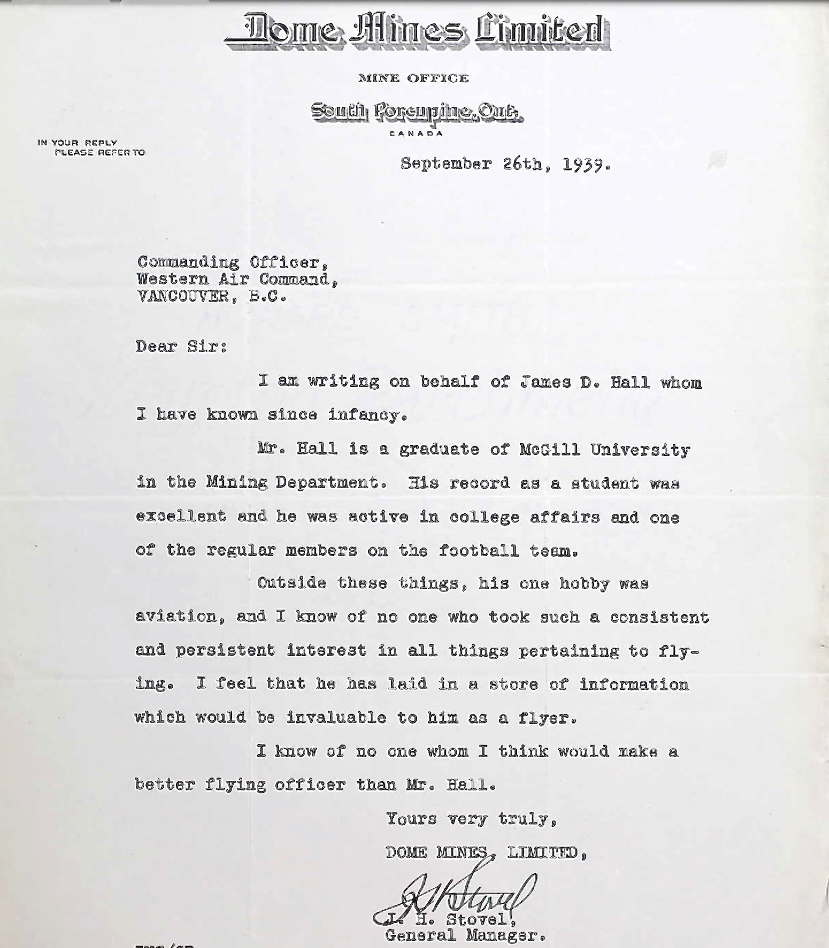 Dome Mines Limited
MINE OFFICE
South Porcupine, Ont.
CANADA
IN YOUR REPLY
PLEASE REFER TO
September 26th, 1939.
Commanding Officer,
Western Air Command,
VANCOUVER, B.C.
Dear Sir:
I am writing on behalf of James D. Hall whom
I have known since infancy.
Mr. Hall is a graduate of McGill University
in the Mining Department. His record as a student was
excellent and he was active in college affairs and one
of the regular members on the football team.
Outside these things, his one hobby was
aviation, and I know of no one who took such a consistent
and persistent interest in all things pertaining to fly-
ing. I feel that he has laid in a store of information
which would be invaluable to him as a flyer.
I know of no one whom I think would make a
better flying officer than Mr. Hall.
Yours very truly,
DOME MINES, LIMITED,
J H Stovel
J. H. Stovel,
General Manager.